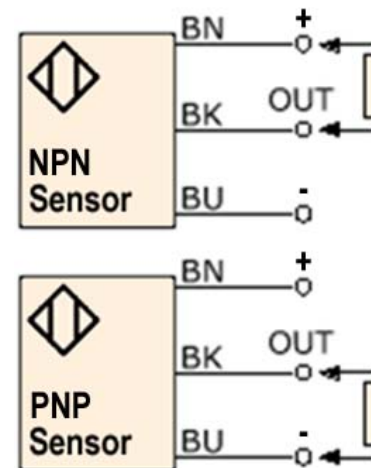 BN +
NPN
Sensor
BK OUT
BU -
BN +
PNP
Sensor
BK OUT
BU -